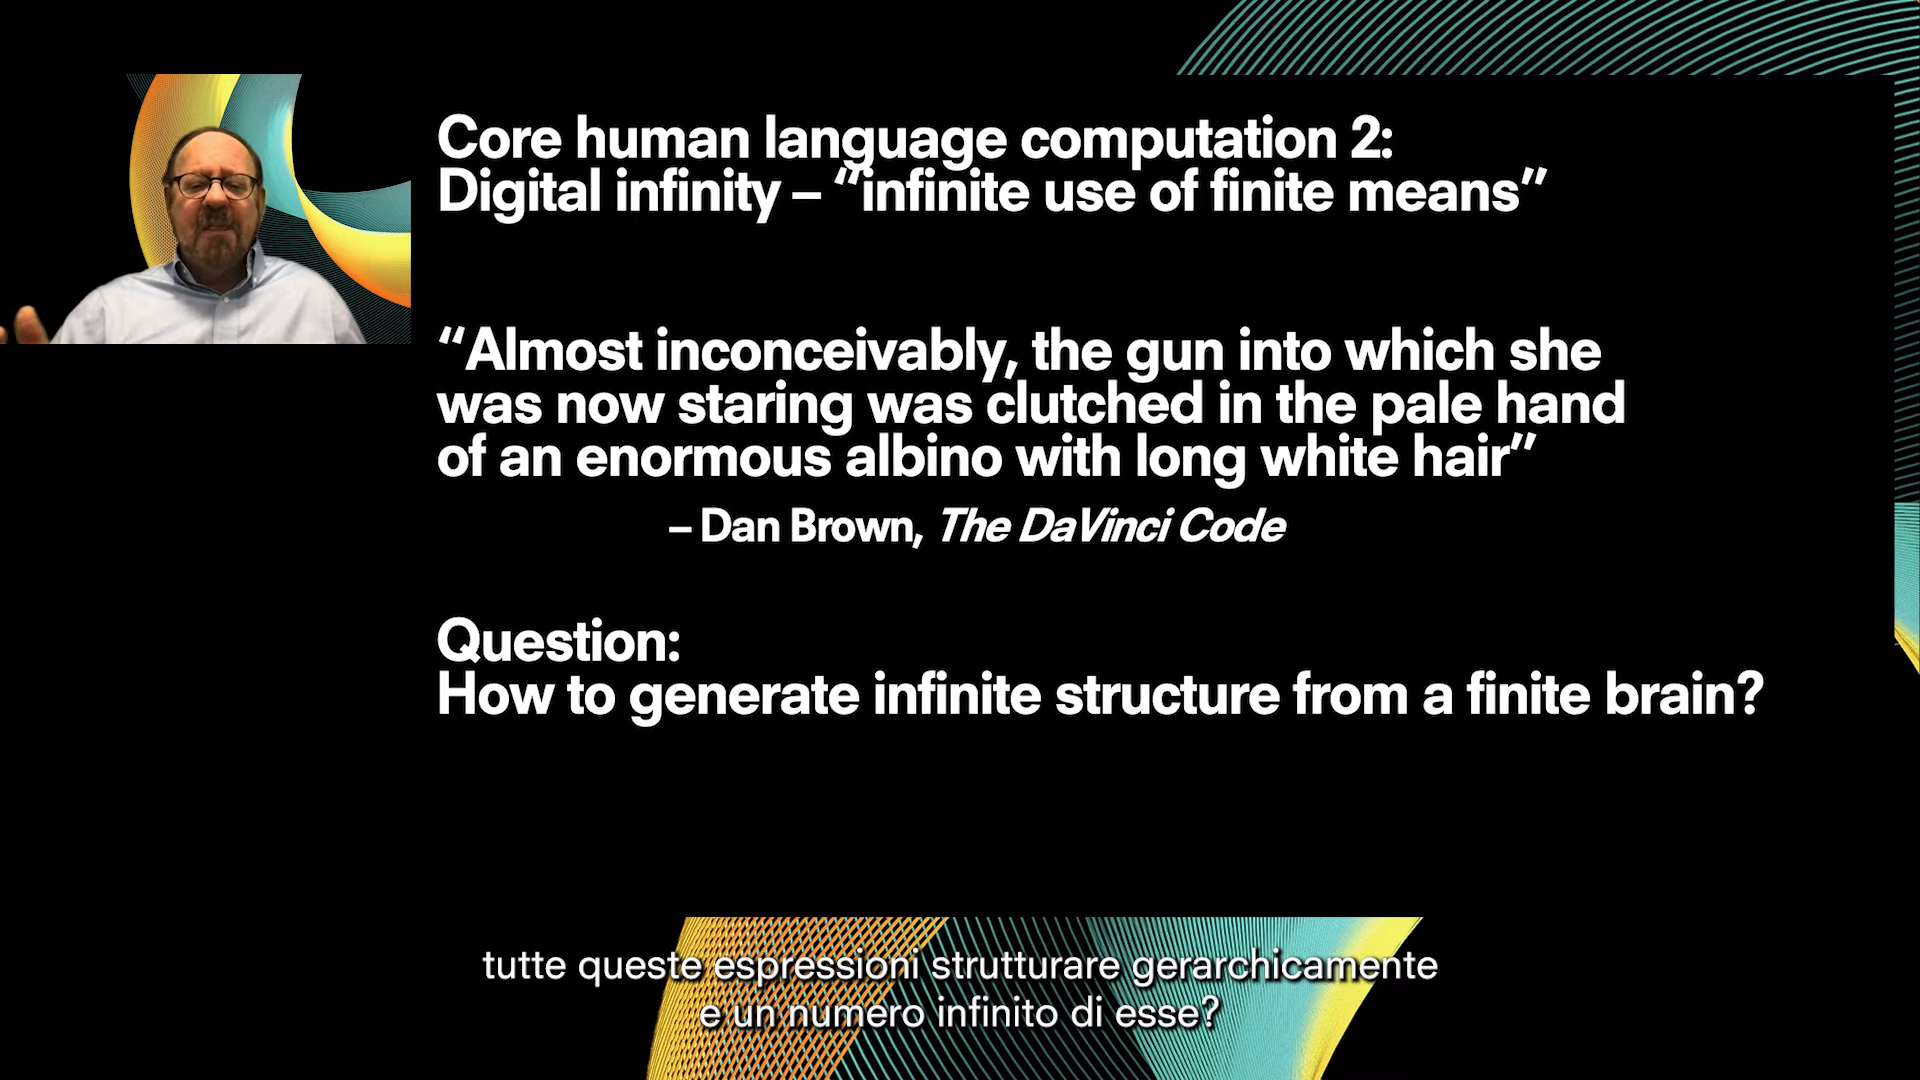 Core human language computation 2:
Digital infinity – “infinite use of finite means”
“Almost inconceivably, the gun into which she
was now staring was clutched in the pale hand
of an enormous albino with long white hair”
– Dan Brown, The DaVinci Code
Question:
How to generate infinite structure from a finite brain?
tutte queste espressioni strutturare gerarchicamente
e un numero infinito di esse?